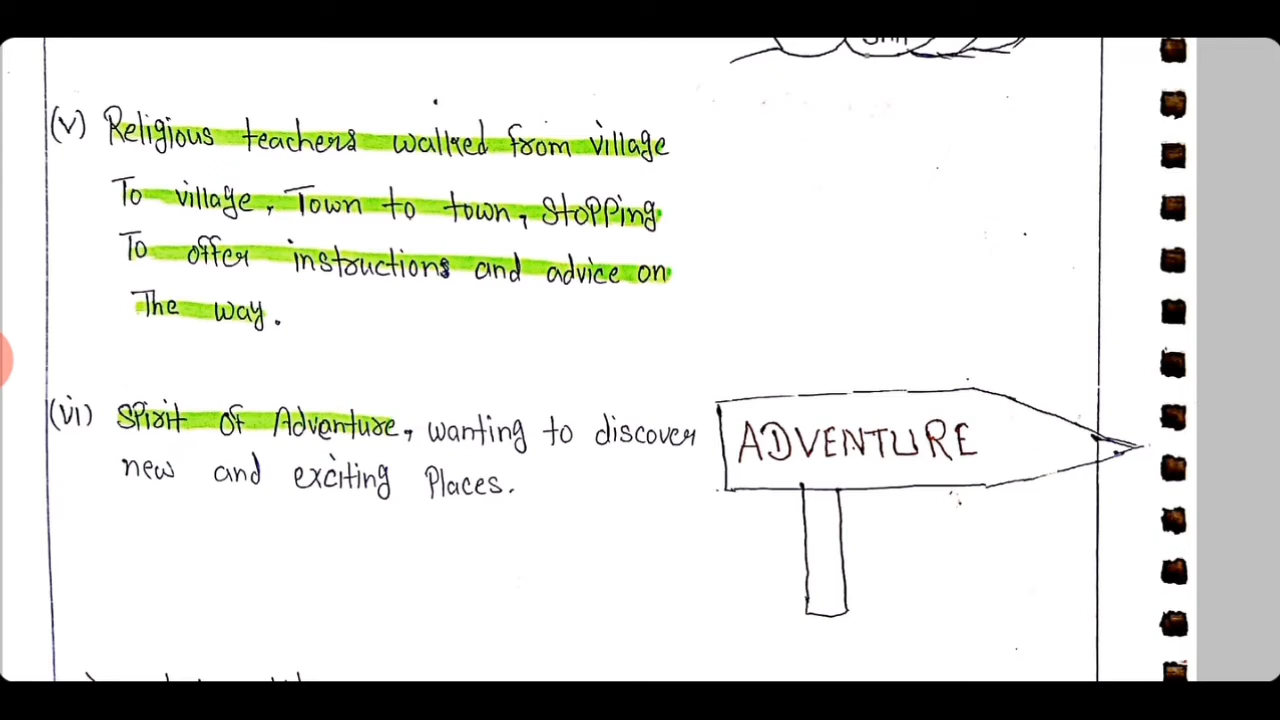 (v) Religious teachers walked from village
To village, Town to town, Stopping
To offer instructions and advice on
The way.
(vi) Spirit of Adventure, wanting to discover
new and exciting Places.
ADVENTURE